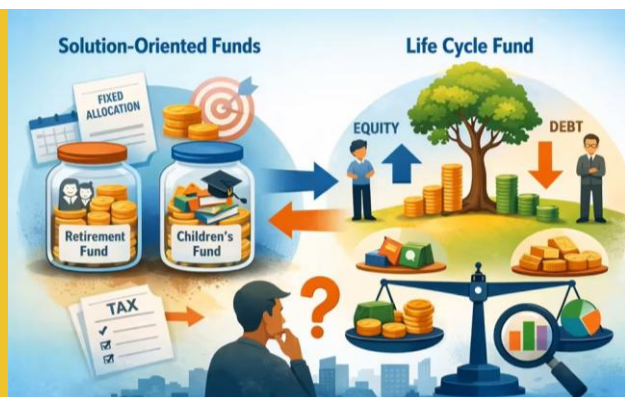 Solution-Oriented Funds
Life Cycle Fund
FIXED
ALLOCATION
EQUITY
DEBT
Retirement
Fund
Children's
Fund
TAX
?